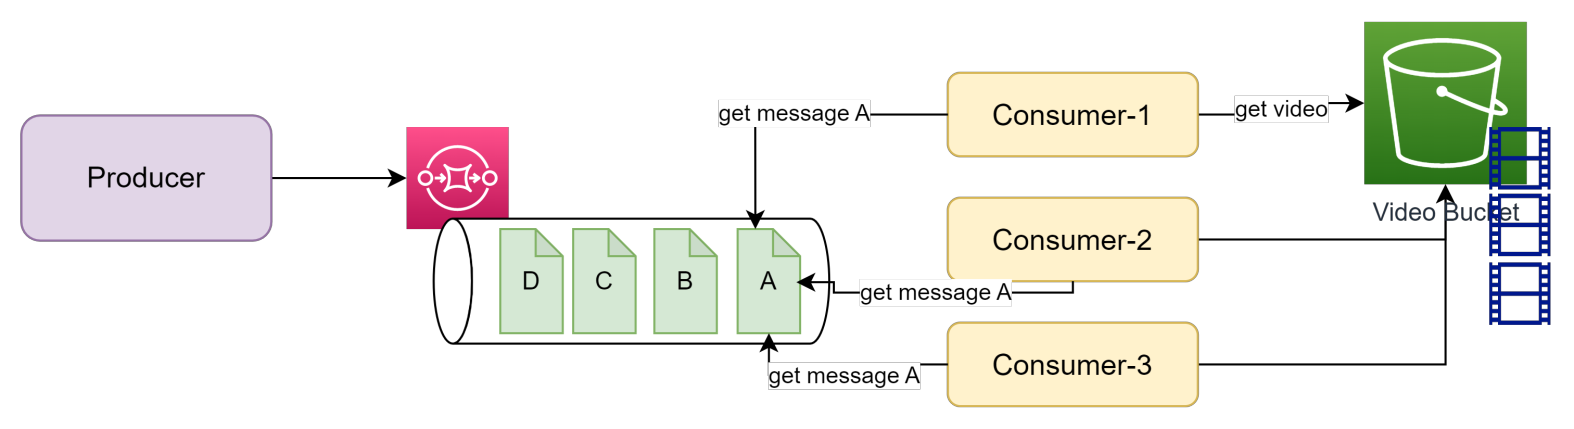 Producer
get message A
Consumer-1
get video
Consumer-2
Video Bucket
D
C
B
A
get message A
Consumer-3
get message A